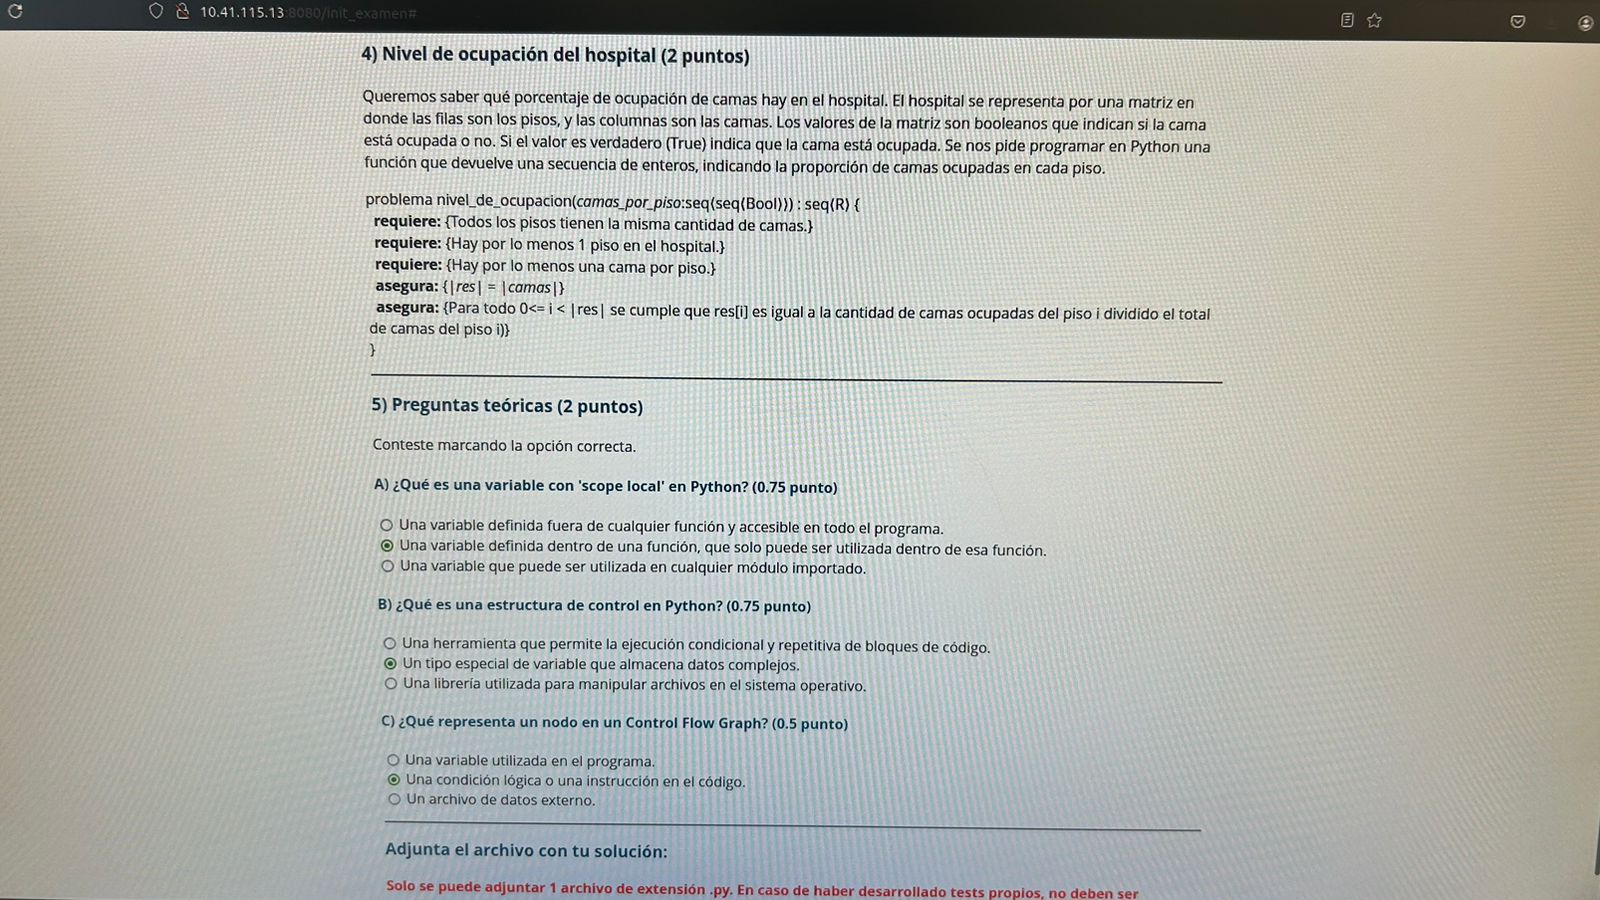 10.41.115.13:8080/init_examen#
4) Nivel de ocupación del hospital (2 puntos)
Queremos saber qué porcentaje de ocupación de camas hay en el hospital. El hospital se representa por una matriz en
donde las filas son los pisos, y las columnas son las camas. Los valores de la matriz son booleanos que indican si la cama
está ocupada o no. Si el valor es verdadero (True) indica que la cama está ocupada. Se nos pide programar en Python una
función que devuelve una secuencia de enteros, indicando la proporción de camas ocupadas en cada piso.
problema nivel_de_ocupacion(camas_por_piso:seq⟨seq⟨Bool⟩⟩) : seq⟨R⟩ {
requiere: {Todos los pisos tienen la misma cantidad de camas.}
requiere: {Hay por lo menos 1 piso en el hospital.}
requiere: {Hay por lo menos una cama por piso.}
asegura: {|res| = |camas|}
asegura: {Para todo 0<= i < |res| se cumple que res[i] es igual a la cantidad de camas ocupadas del piso i dividido el total
de camas del piso i)}
}
5) Preguntas teóricas (2 puntos)
Conteste marcando la opción correcta.
A) ¿Qué es una variable con 'scope local' en Python? (0.75 punto)
Una variable definida fuera de cualquier función y accesible en todo el programa.
Una variable definida dentro de una función, que solo puede ser utilizada dentro de esa función.
Una variable que puede ser utilizada en cualquier módulo importado.
B) ¿Qué es una estructura de control en Python? (0.75 punto)
Una herramienta que permite la ejecución condicional y repetitiva de bloques de código.
Un tipo especial de variable que almacena datos complejos.
Una librería utilizada para manipular archivos en el sistema operativo.
C) ¿Qué representa un nodo en un Control Flow Graph? (0.5 punto)
Una variable utilizada en el programa.
Una condición lógica o una instrucción en el código.
Un archivo de datos externo.
Adjunta el archivo con tu solución:
Solo se puede adjuntar 1 archivo de extensión .py. En caso de haber desarrollado tests propios, no deben ser